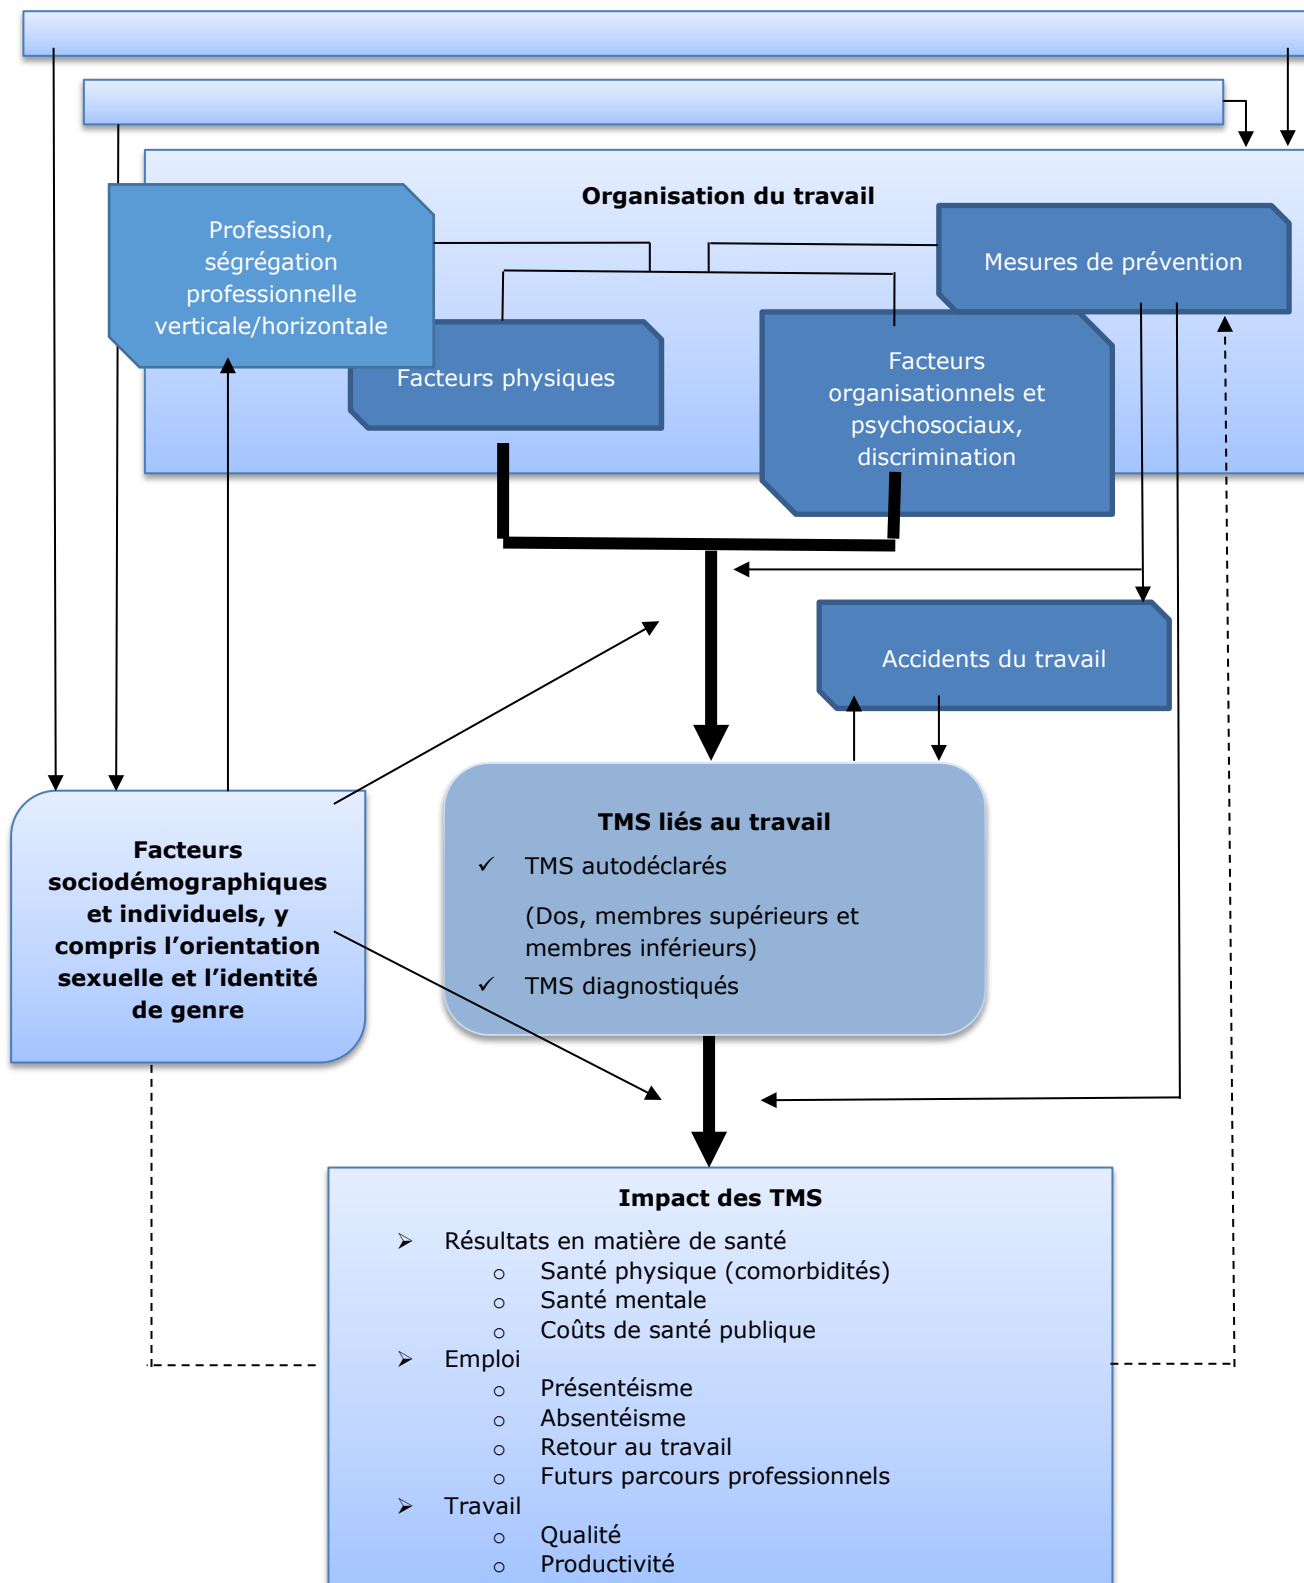 Organisation du travail
Profession,
ségrégation
professionnelle
verticale/horizontale
Mesures de prévention
Facteurs physiques
Facteurs
organisationnels et
psychosociaux,
discrimination
Accidents du travail
Facteurs
sociodémographiques
et individuels, y
compris l’orientation
sexuelle et l’identité
de genre
TMS liés au travail
✓ TMS autodéclarés
(Dos, membres supérieurs et
membres inférieurs)
✓ TMS diagnostiqués
Impact des TMS
➢ Résultats en matière de santé
o Santé physique (comorbidités)
o Santé mentale
o Coûts de santé publique
➢ Emploi
o Présentéisme
o Absentéisme
o Retour au travail
o Futurs parcours professionnels
➢ Travail
o Qualité
o Productivité